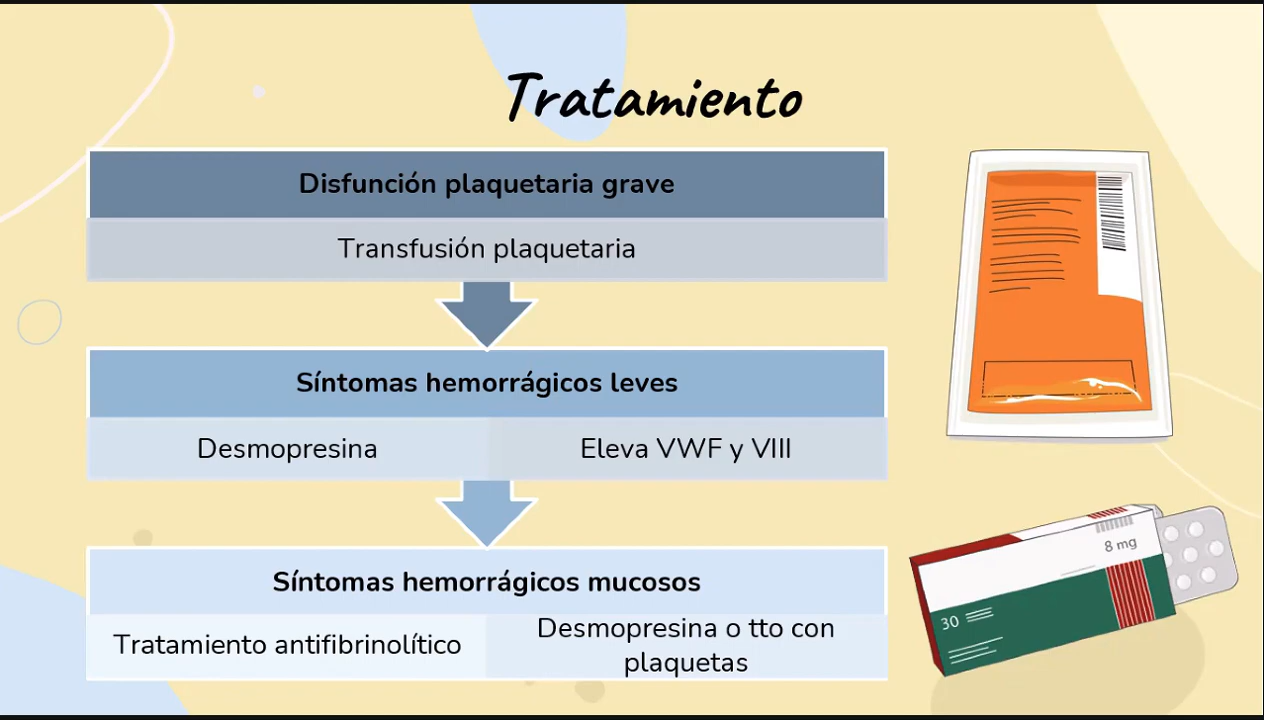 Tratamiento
Disfunción plaquetaria grave
Transfusión plaquetaria
Síntomas hemorrágicos leves
Desmopresina
Eleva VWF y VIII
Síntomas hemorrágicos mucosos
Tratamiento antifibrinolítico
Desmopresina o tto con
plaquetas
8 mg
30